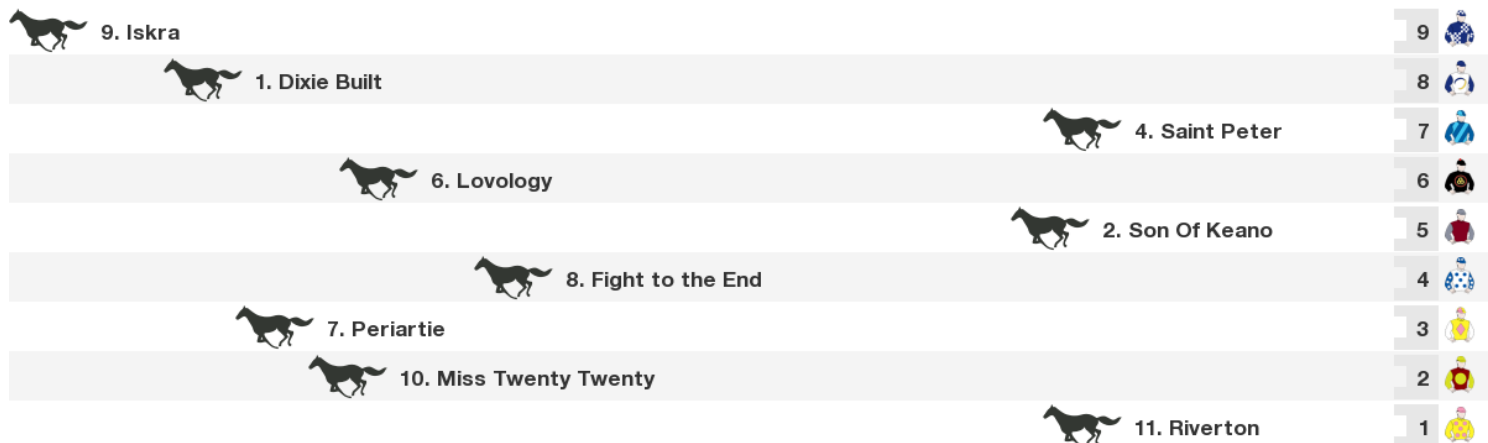 9. Iskra 9
1. Dixie Built 8
4. Saint Peter 7
6. Lovology 6
2. Son Of Keano 5
8. Fight to the End 4
7. Periartie 3
10. Miss Twenty Twenty 2
11. Riverton 1